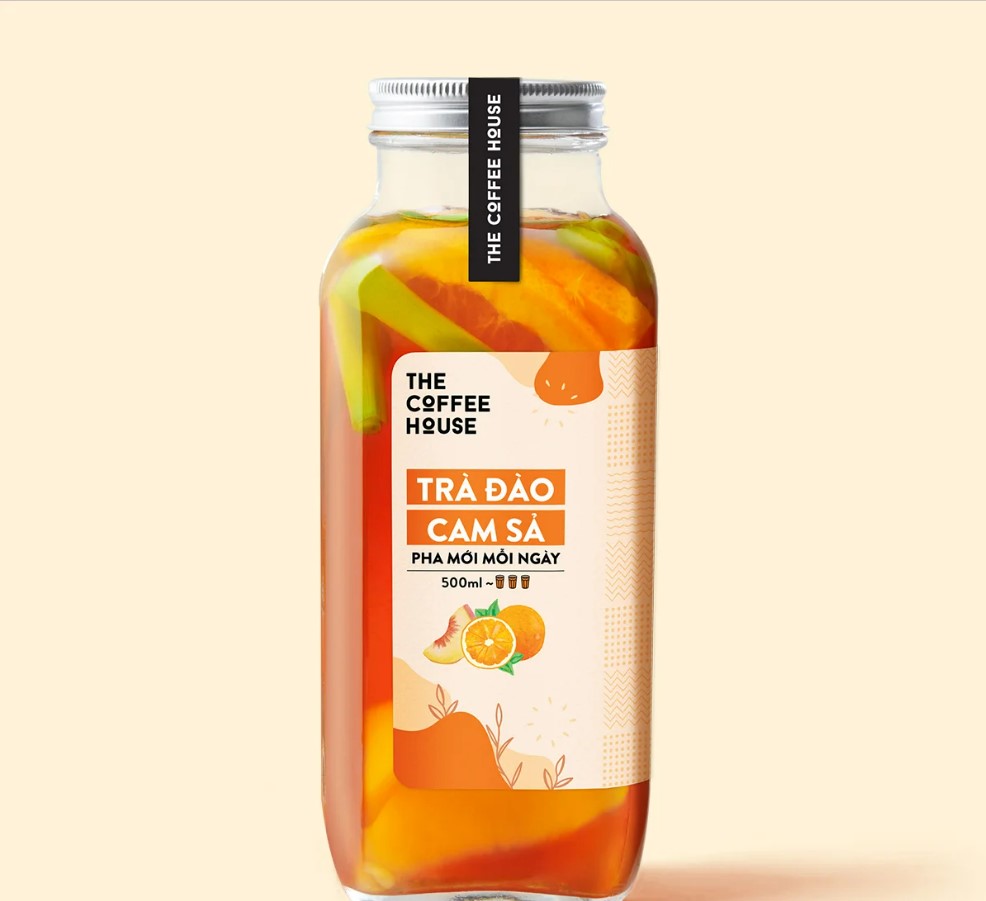 THE COFFEE HOUSE
THE
COFFEE
HOUSE
TRÀ ĐÀO
CAM SẢ
PHA MỚI MỖI NGÀY
500ml ~